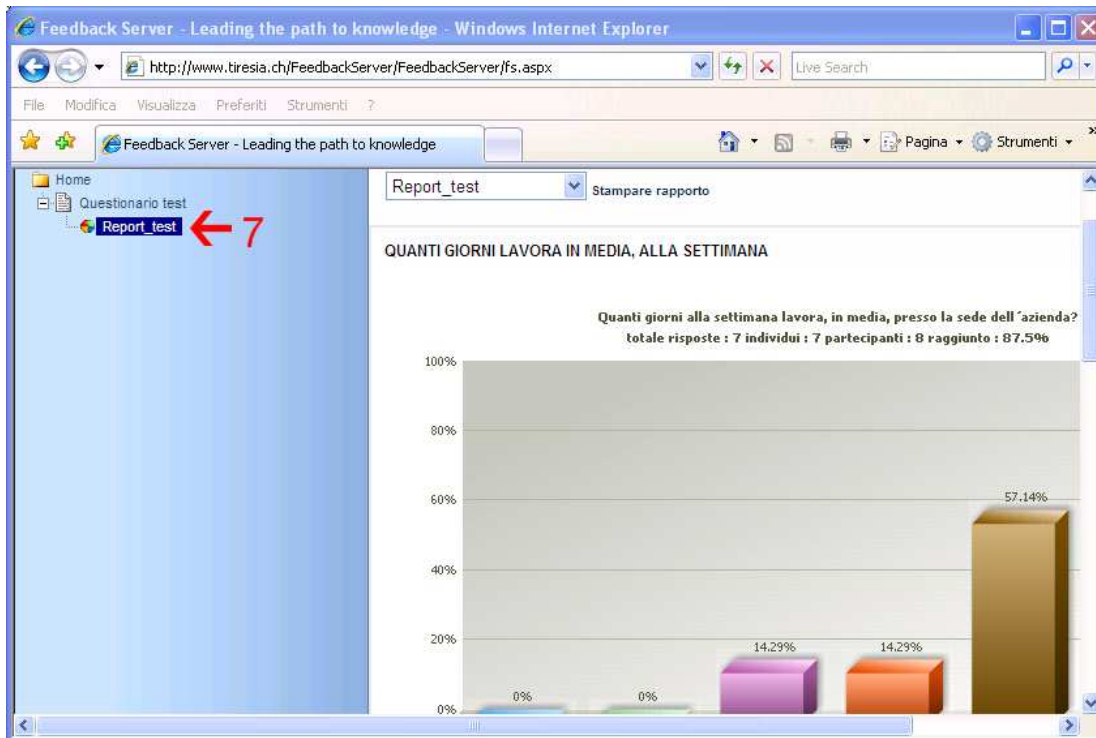 Feedback Server - Leading the path to knowledge - Windows Internet Explorer
http://www.tiresia.ch/FeedbackServer/FeedbackServer/fs.aspx
Live Search
File Modifica Visualizza Preferiti Strumenti ?
Feedback Server - Leading the path to knowledge
Pagina Strumenti »
Home
Questionario test
Report_test
7
Report_test
Stampare rapporto
QUANTI GIORNI LAVORA IN MEDIA, ALLA SETTIMANA
Quanti giorni alla settimana lavora, in media, presso la sede dell´azienda?
totale risposte : 7 individui : 7 partecipanti : 8 raggiunto : 87.5%
100%
80%
60%
57.14%
40%
20%
14.29% 14.29%
0% 0%
0%